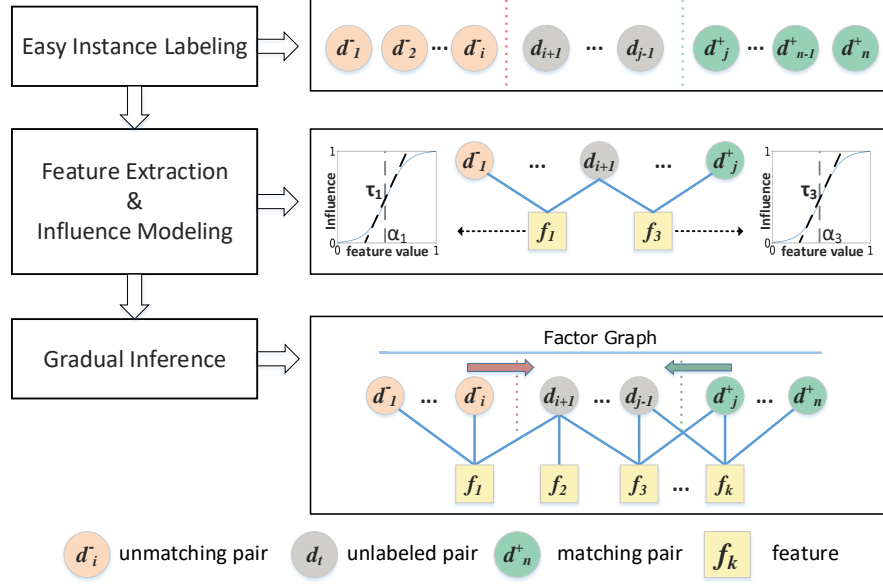 Easy Instance Labeling
d⁻₁ d⁻₂ ... d⁻ᵢ dᵢ₊₁ ... dⱼ₋₁ d⁺ⱼ ... d⁺ₙ₋₁ d⁺ₙ
Feature Extraction
&
Influence Modeling
1
Influence
0
τ₁
α₁
0 feature value 1
d⁻₁ ... dᵢ₊₁ ... d⁺ⱼ
f₁ f₃
1
Influence
0
τ₃
α₃
0 feature value 1
Gradual Inference
Factor Graph
d⁻₁ ... d⁻ᵢ dᵢ₊₁ ... dⱼ₋₁ d⁺ⱼ ... d⁺ₙ
f₁ f₂ f₃ ... fₖ
d⁻ᵢ unmatching pair dₜ unlabeled pair d⁺ₙ matching pair fₖ feature